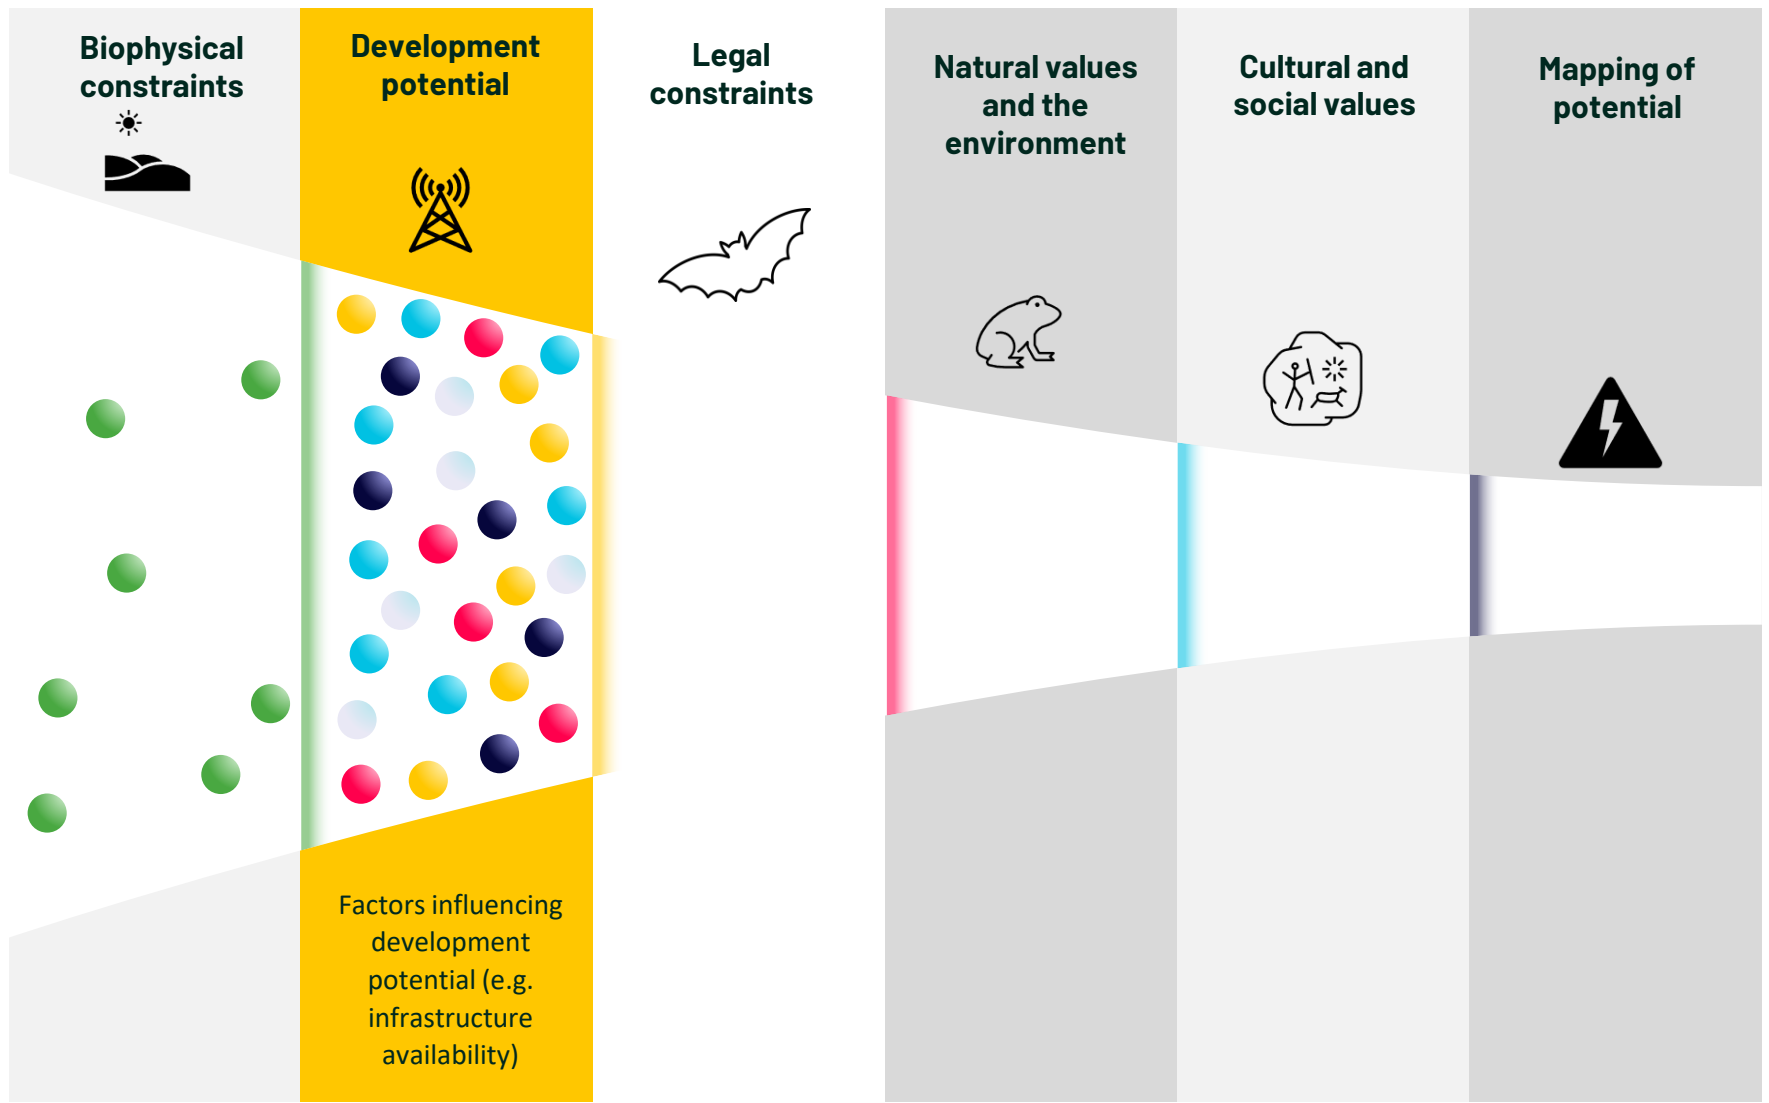 Biophysical
constraints
Development
potential
Legal
constraints
Natural values
and the
environment
Cultural and
social values
Mapping of
potential
Factors influencing
development
potential (e.g.
infrastructure
availability)